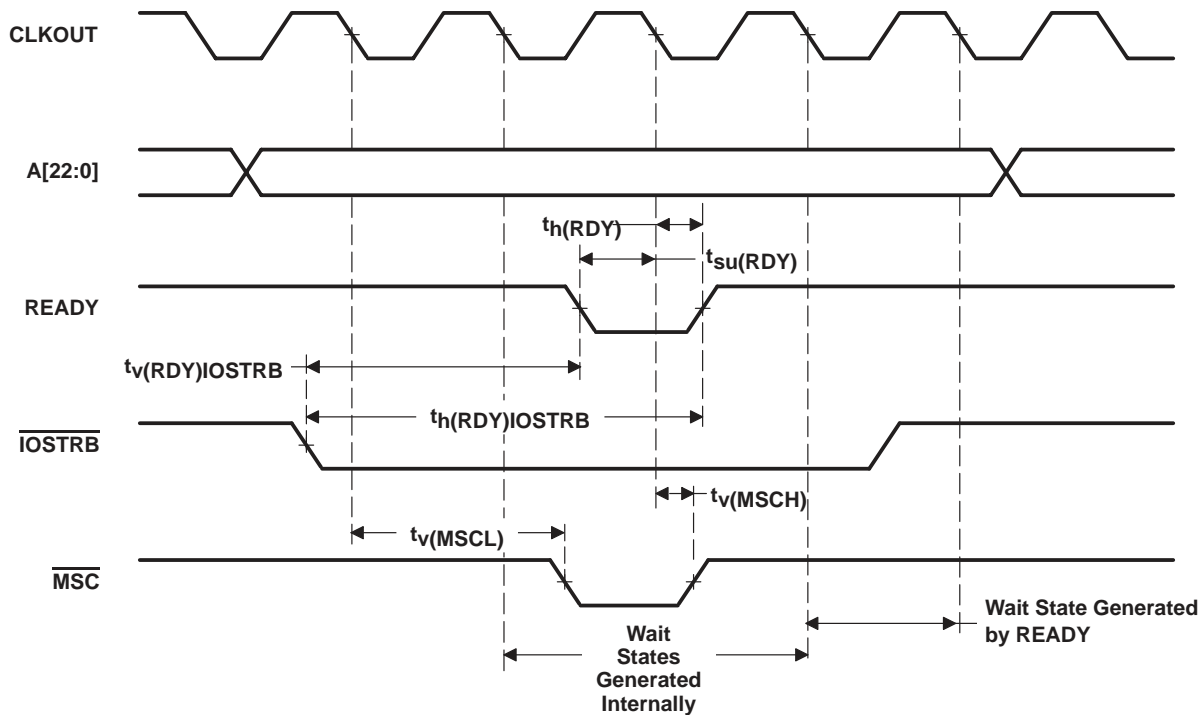 CLKOUT
A[22:0]
th(RDY)
tsu(RDY)
READY
tv(RDY)IOSTRB
th(RDY)IOSTRB
IOSTRB
tv(MSCH)
tv(MSCL)
MSC
Wait State Generated
by READY
Wait
States
Generated
Internally